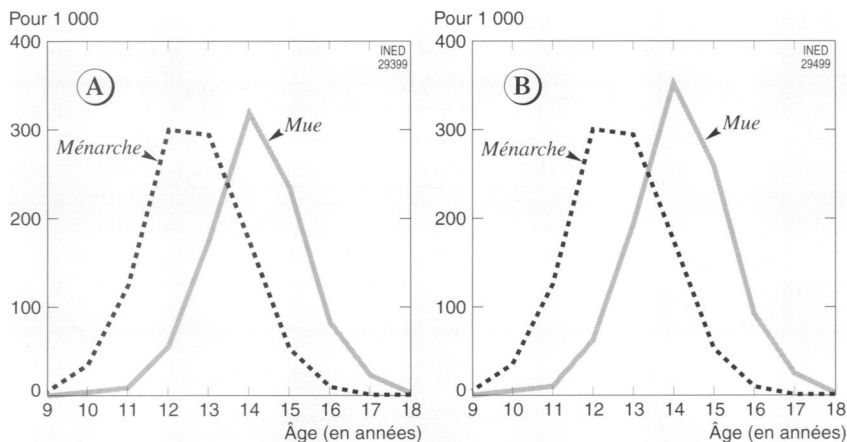 Pour 1 000
400
300
200
100
0
INED
29399
A
Ménarche
Mue
9 10 11 12 13 14 15 16 17 18
Âge (en années)
Pour 1 000
400
300
200
100
0
INED
29499
B
Ménarche
Mue
9 10 11 12 13 14 15 16 17 18
Âge (en années)